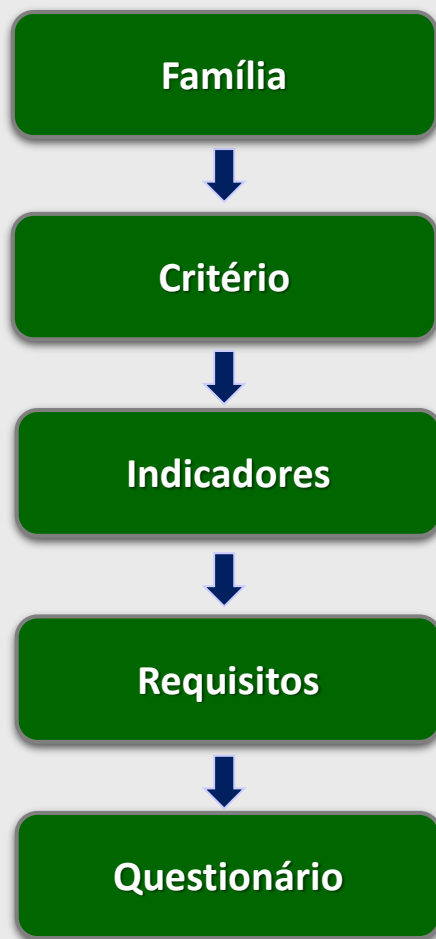 Família
Critério
Indicadores
Requisitos
Questionário